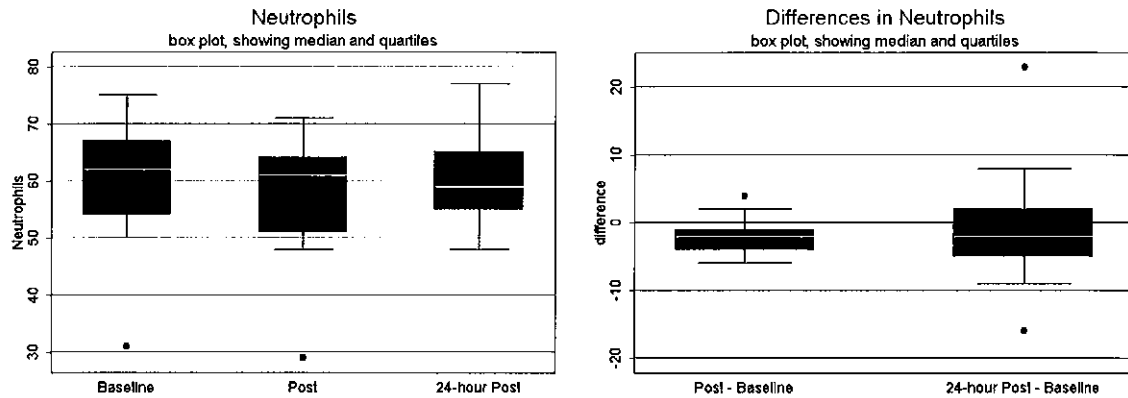 Neutrophils
box plot, showing median and quartiles
80
70
60
50
40
30
Neutrophils
Baseline
Post
24-hour Post
Differences in Neutrophils
box plot, showing median and quartiles
20
10
0
-10
-20
difference
Post - Baseline
24-hour Post - Baseline